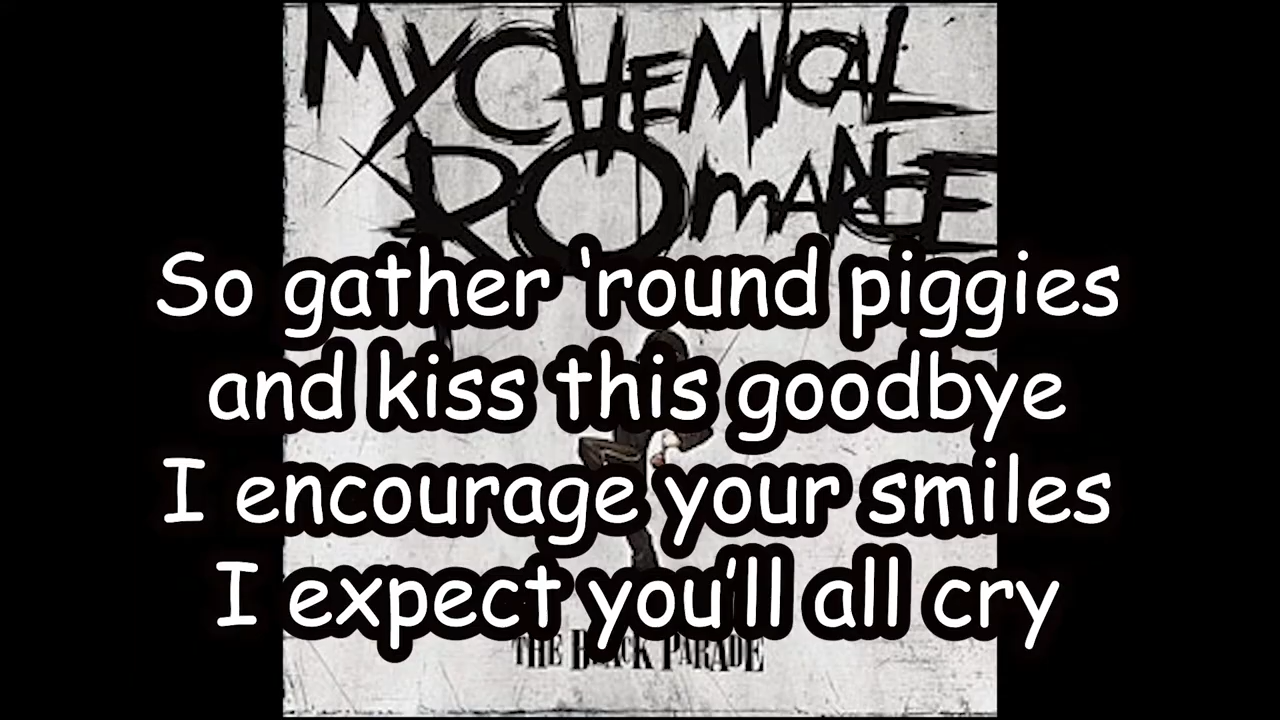 MY CHEMICAL
ROMANCE
So gather 'round piggies
and kiss this goodbye
I encourage your smiles
I expect you'll all cry
THE BLACK PARADE